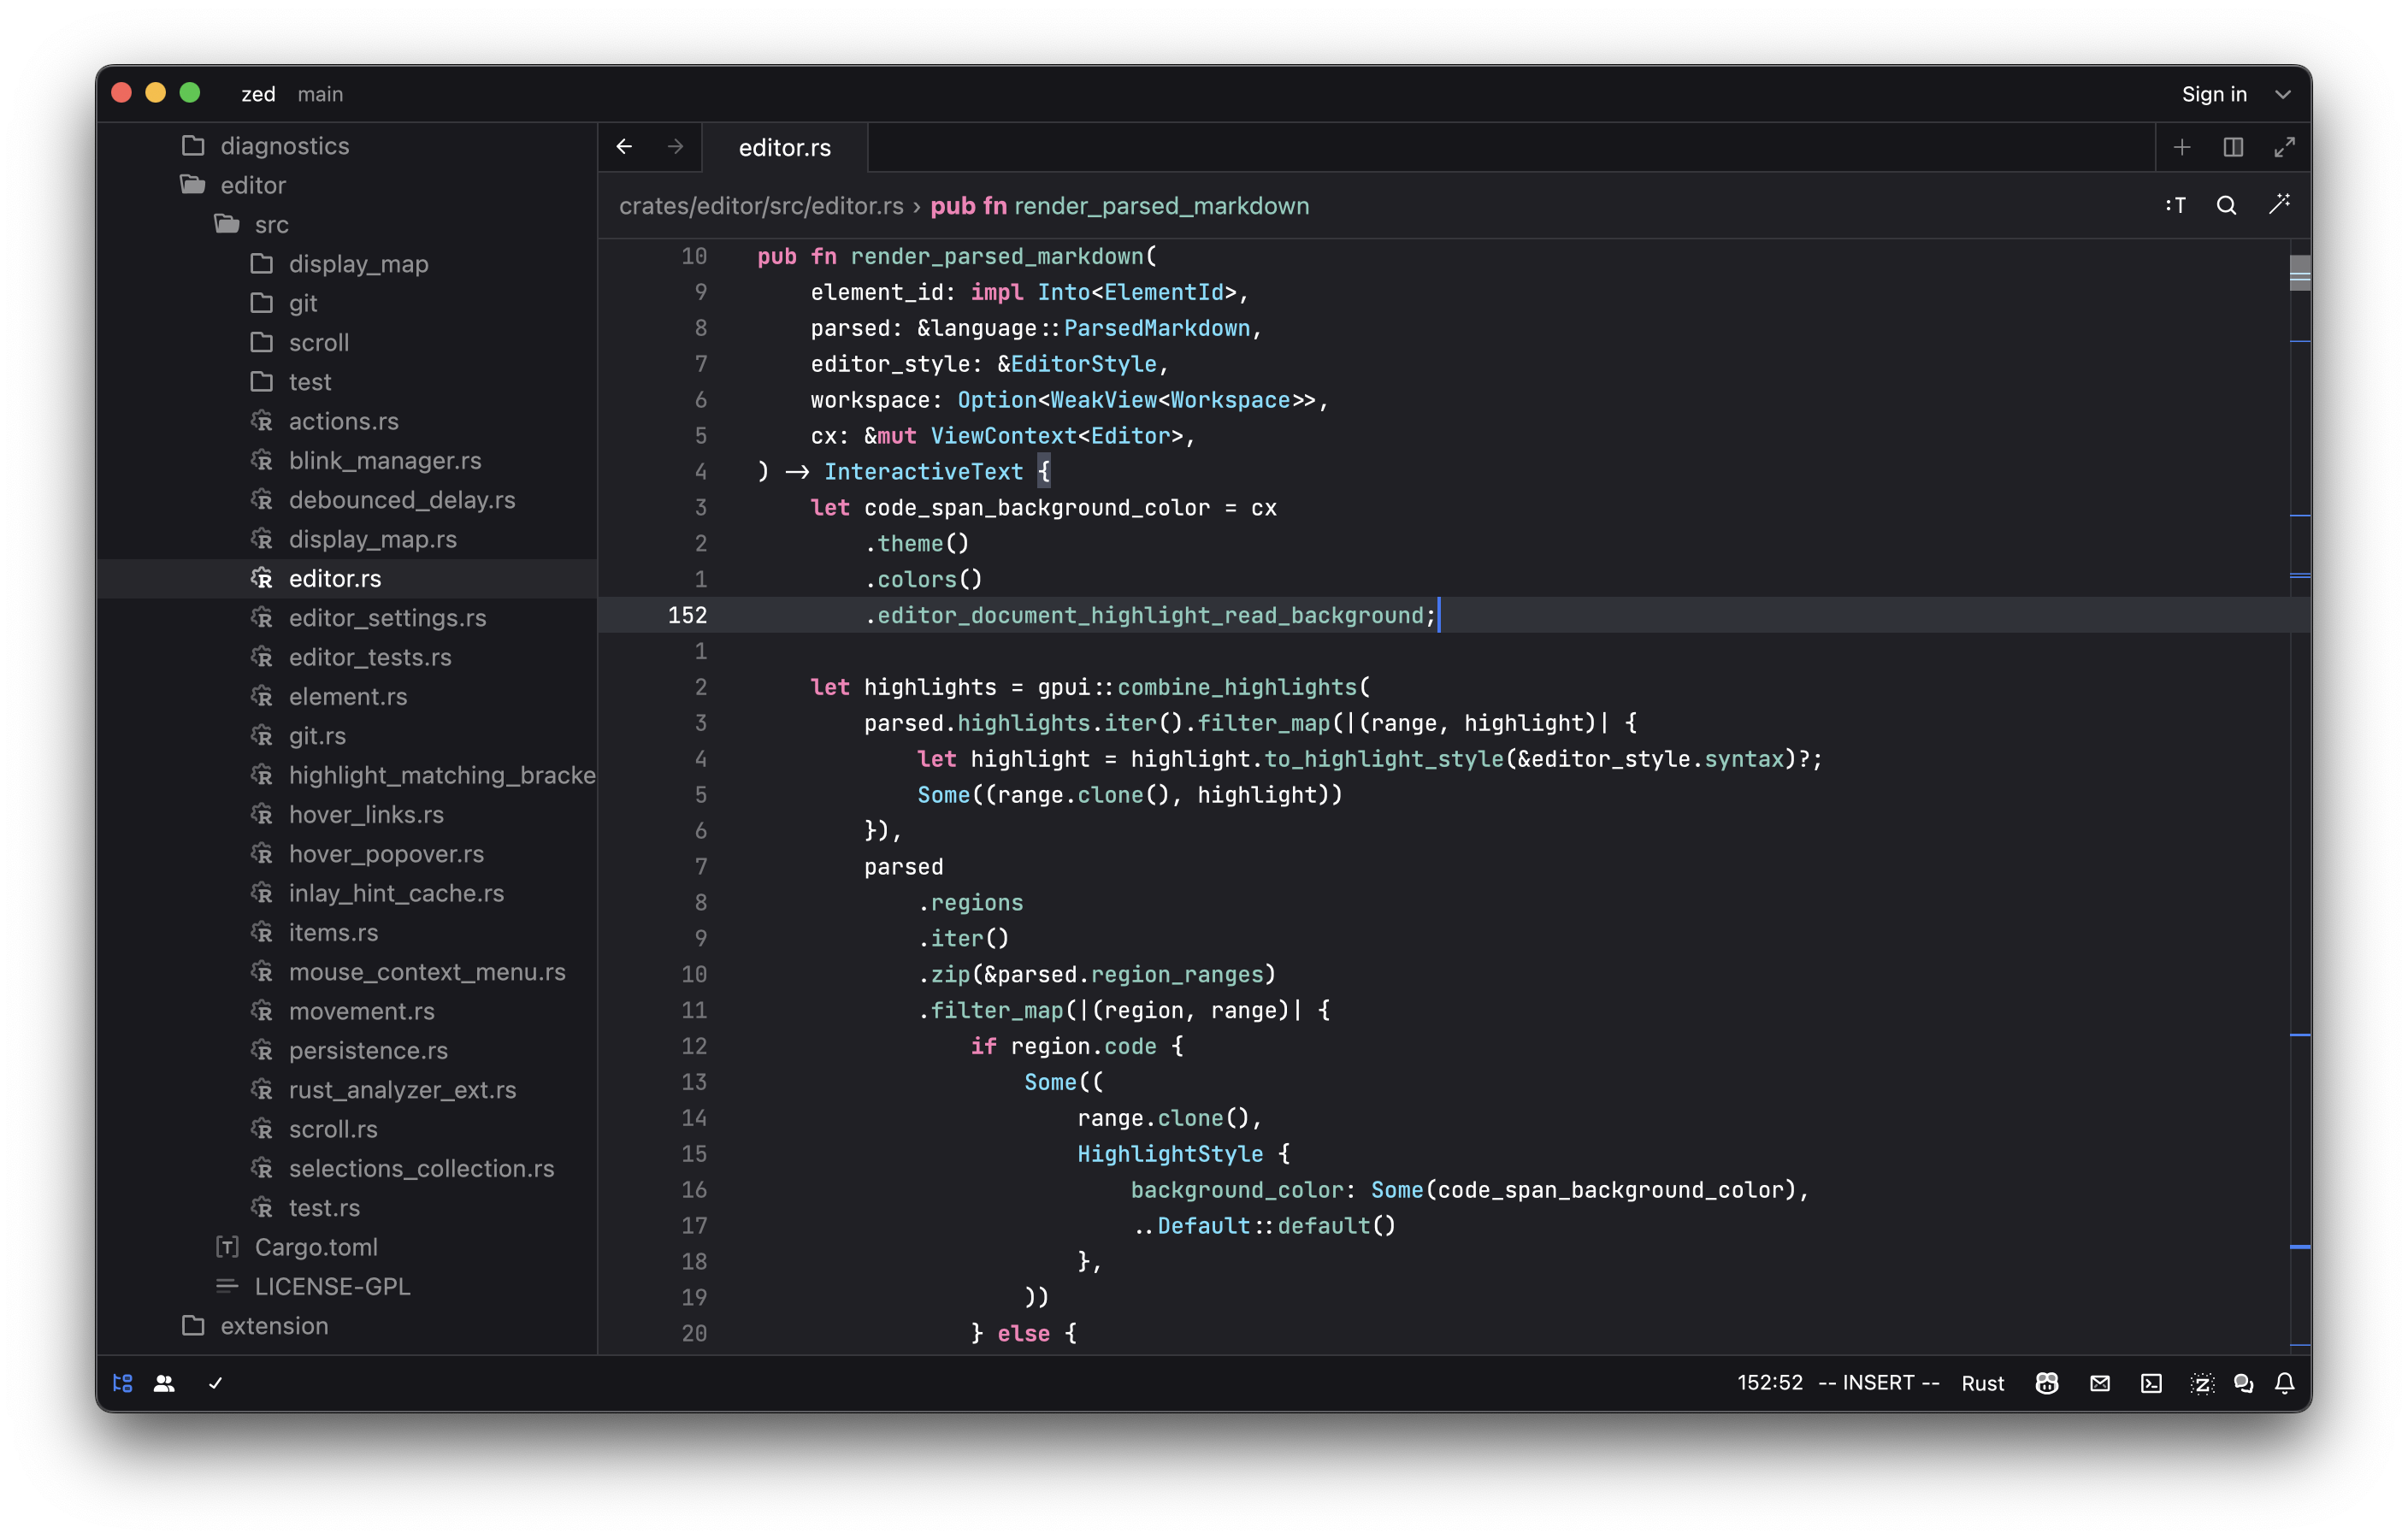 zed main
Sign in
diagnostics
editor
src
display_map
git
scroll
test
actions.rs
blink_manager.rs
debounced_delay.rs
display_map.rs
editor.rs
editor_settings.rs
editor_tests.rs
element.rs
git.rs
highlight_matching_bracke
hover_links.rs
hover_popover.rs
inlay_hint_cache.rs
items.rs
mouse_context_menu.rs
movement.rs
persistence.rs
rust_analyzer_ext.rs
scroll.rs
selections_collection.rs
test.rs
Cargo.toml
LICENSE-GPL
extension
editor.rs
crates/editor/src/editor.rs › pub fn render_parsed_markdown
:T
10 pub fn render_parsed_markdown(
9 element_id: impl Into<ElementId>,
8 parsed: &language::ParsedMarkdown,
7 editor_style: &EditorStyle,
6 workspace: Option<WeakView<Workspace>>,
5 cx: &mut ViewContext<Editor>,
4 ) -> InteractiveText {
3 let code_span_background_color = cx
2 .theme()
1 .colors()
152 .editor_document_highlight_read_background;
1
2 let highlights = gpui::combine_highlights(
3 parsed.highlights.iter().filter_map(|(range, highlight)| {
4 let highlight = highlight.to_highlight_style(&editor_style.syntax)?;
5 Some((range.clone(), highlight))
6 }),
7 parsed
8 .regions
9 .iter()
10 .zip(&parsed.region_ranges)
11 .filter_map(|(region, range)| {
12 if region.code {
13 Some((
14 range.clone(),
15 HighlightStyle {
16 background_color: Some(code_span_background_color),
17 ..Default::default()
18 },
19 ))
20 } else {
152:52 -- INSERT -- Rust